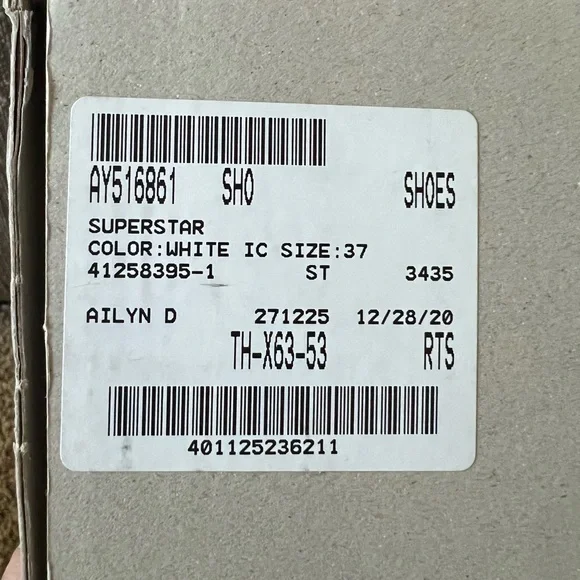 AY516861 SHO SHOES
SUPERSTAR
COLOR:WHITE IC SIZE:37
41258395-1 ST 3435
AILYN D 271225 12/28/20
TH-X63-53 RTS
401125236211